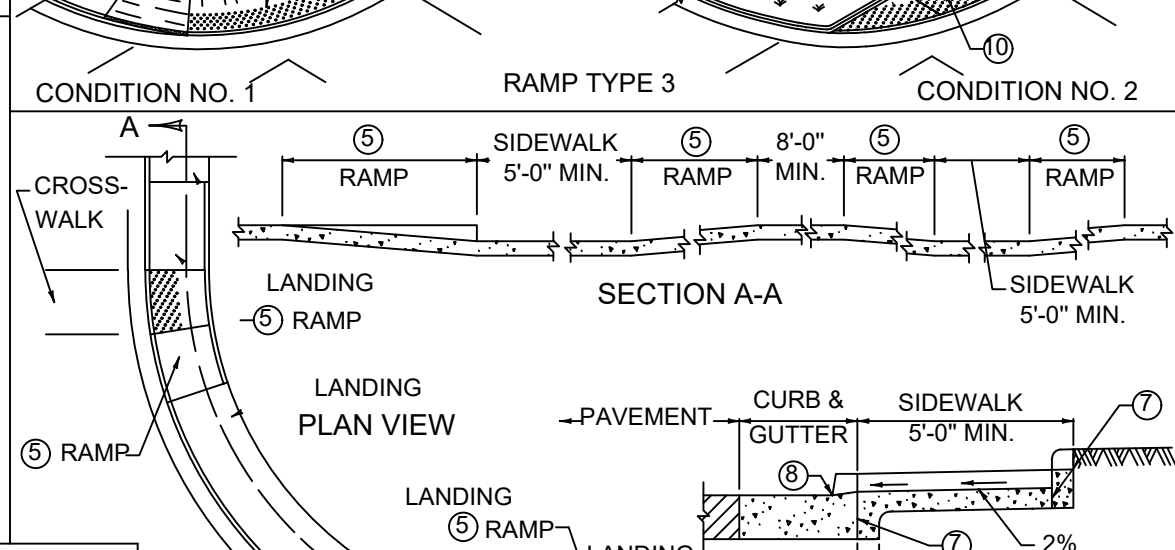 ⑩
CONDITION NO. 1
RAMP TYPE 3
CONDITION NO. 2
A
⑤
RAMP
SIDEWALK
5'-0" MIN.
⑤
RAMP
8'-0"
MIN.
⑤
RAMP
⑤
RAMP
CROSS-
WALK
LANDING
⑤ RAMP
SECTION A-A
SIDEWALK
5'-0" MIN.
LANDING
PLAN VIEW
⑤ RAMP
PAVEMENT
CURB &
GUTTER
SIDEWALK
5'-0" MIN.
⑦
⑧
LANDING
⑤ RAMP
LANDING
⑦
2%